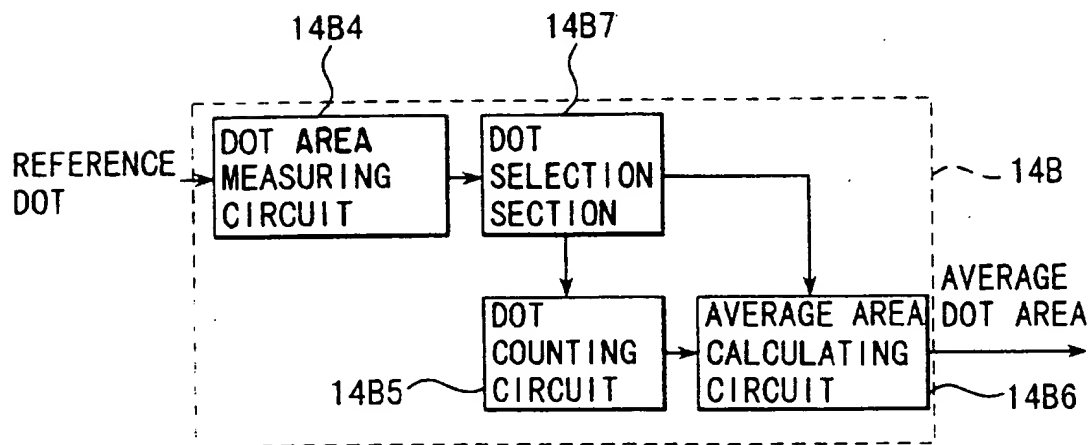 14B4
14B7
REFERENCE
DOT
DOT AREA
MEASURING
CIRCUIT
DOT
SELECTION
SECTION
14B
DOT
COUNTING
CIRCUIT
AVERAGE AREA
CALCULATING
CIRCUIT
AVERAGE
DOT AREA
14B5
14B6